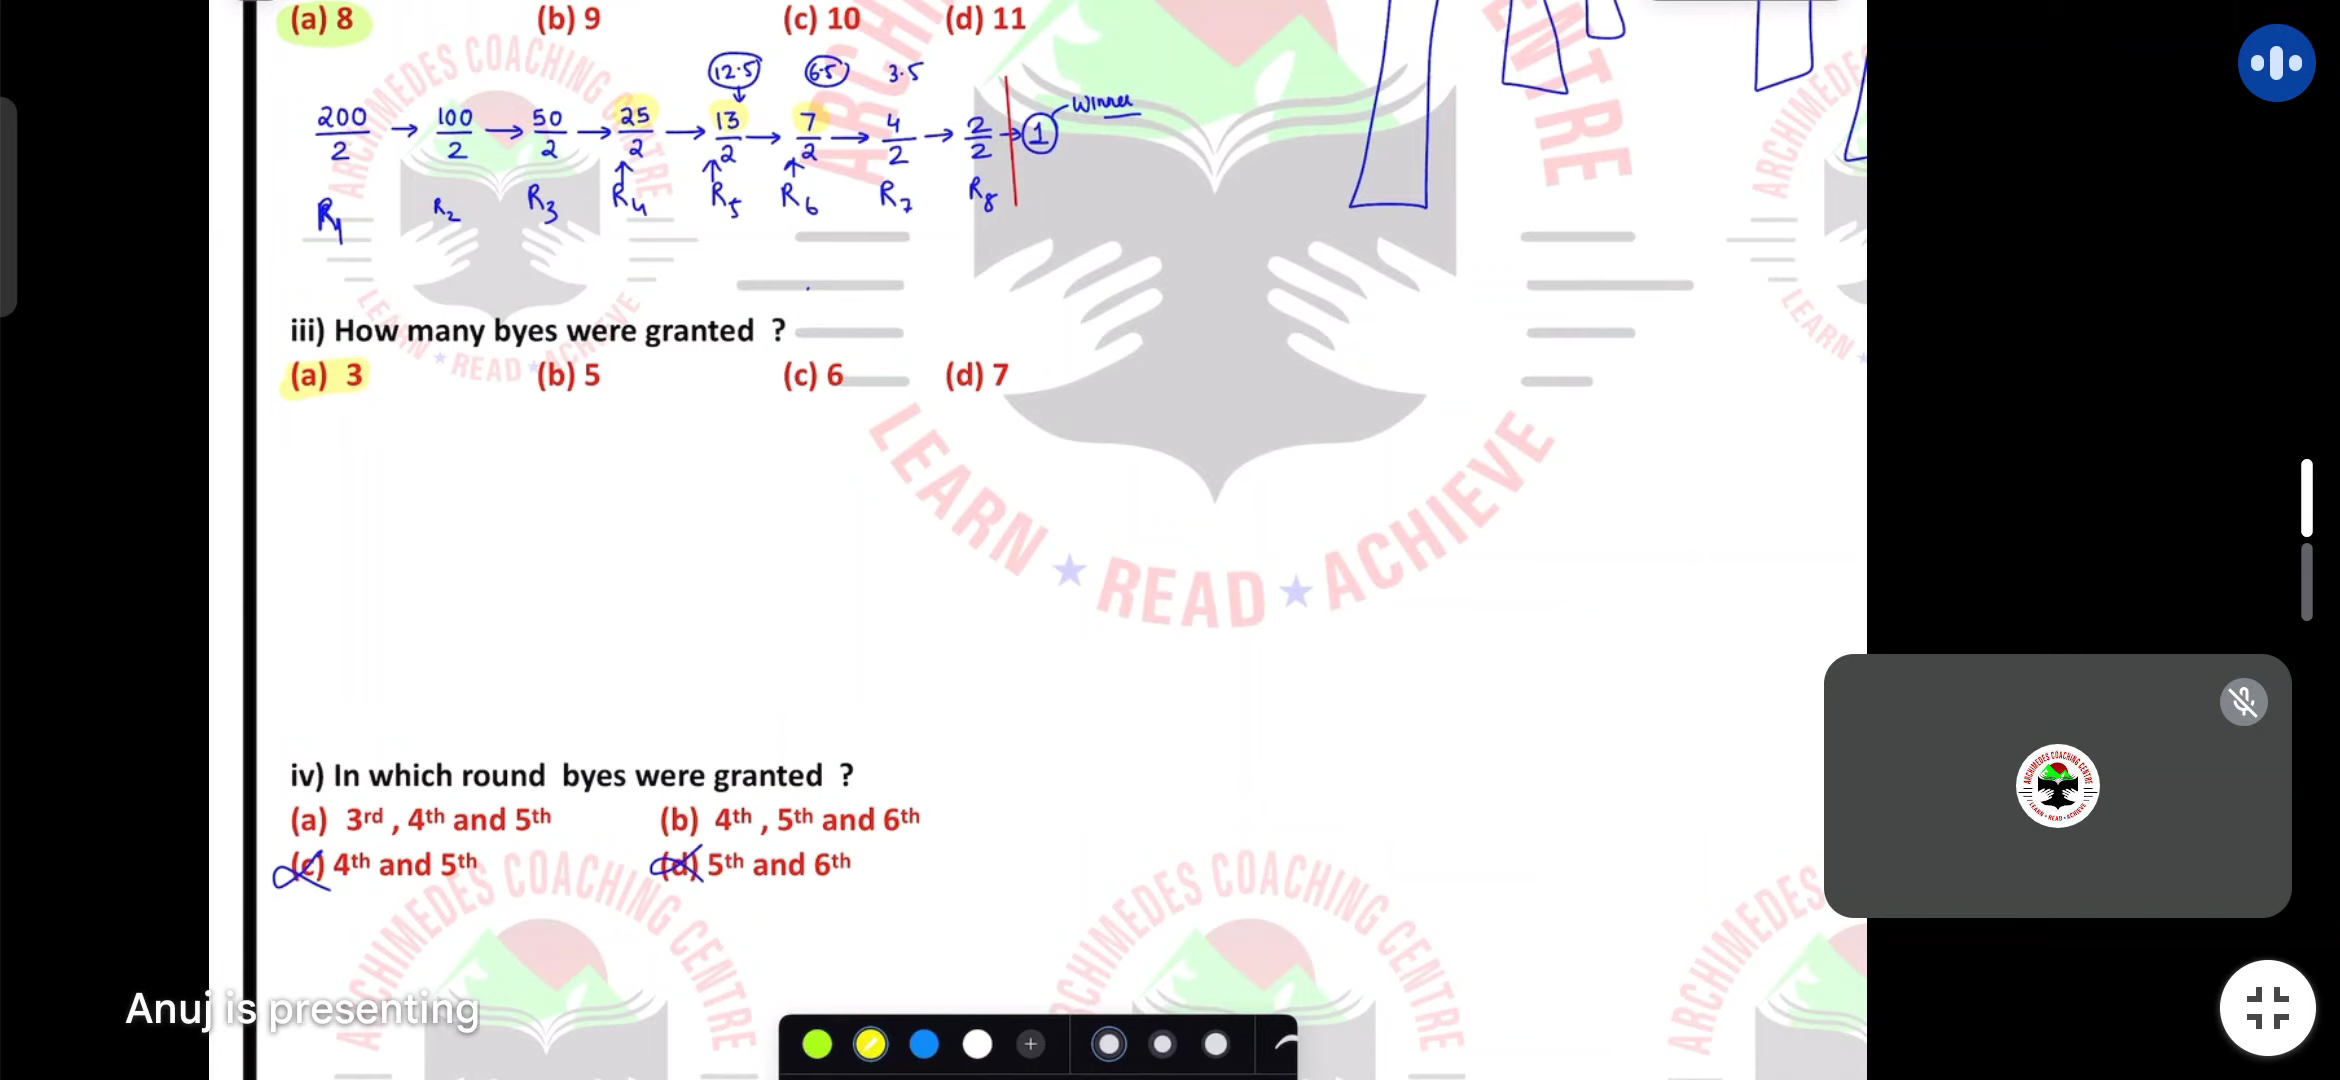 (a) 8 (b) 9 (c) 10 (d) 11
12.5 6.5 3.5
200/2 → 100/2 → 50/2 → 25/2 → 13/2 → 7/2 → 4/2 → 2/2 → 1 Winner
R1 R2 R3 R4 R5 R6 R7 R8
iii) How many byes were granted ?
(a) 3 (b) 5 (c) 6 (d) 7
LEARN ★ READ ★ ACHIEVE
iv) In which round byes were granted ?
(a) 3rd , 4th and 5th (b) 4th , 5th and 6th
(c) 4th and 5th (d) 5th and 6th
ARCHIMEDES COACHING CENTRE
Anuj is presenting